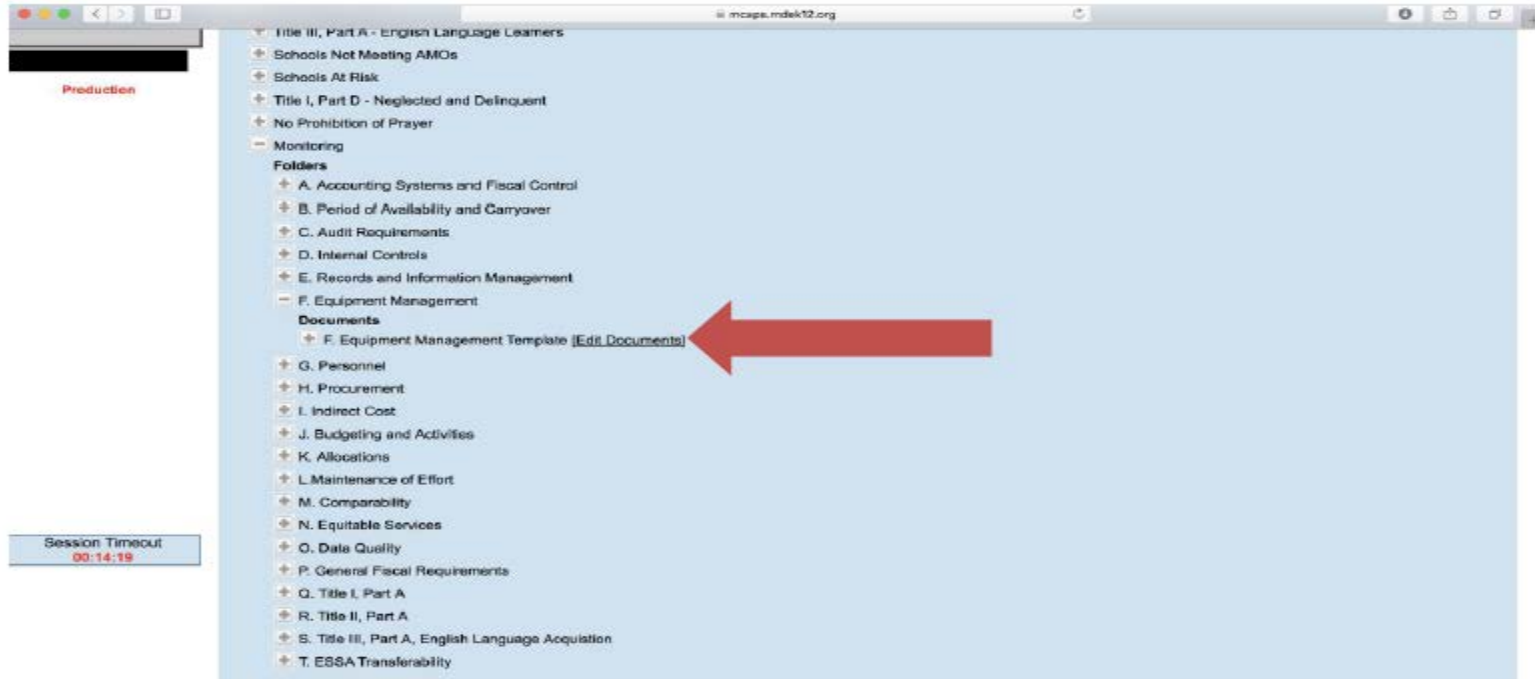 mcaps.mdek12.org
Title III, Part A - English Language Learners
Schools Not Meeting AMOs
Schools At Risk
Production
Title I, Part D - Neglected and Delinquent
No Prohibition of Prayer
Monitoring
Folders
A. Accounting Systems and Fiscal Control
B. Period of Availability and Carryover
C. Audit Requirements
D. Internal Controls
E. Records and Information Management
F. Equipment Management
Documents
F. Equipment Management Template [Edit Documents]
G. Personnel
H. Procurement
I. Indirect Cost
J. Budgeting and Activities
K. Allocations
L.Maintenance of Effort
M. Comparability
N. Equitable Services
Session Timeout
00:14:19
O. Data Quality
P. General Fiscal Requirements
Q. Title I, Part A
R. Title II, Part A
S. Title III, Part A, English Language Acquistion
T. ESSA Transferability